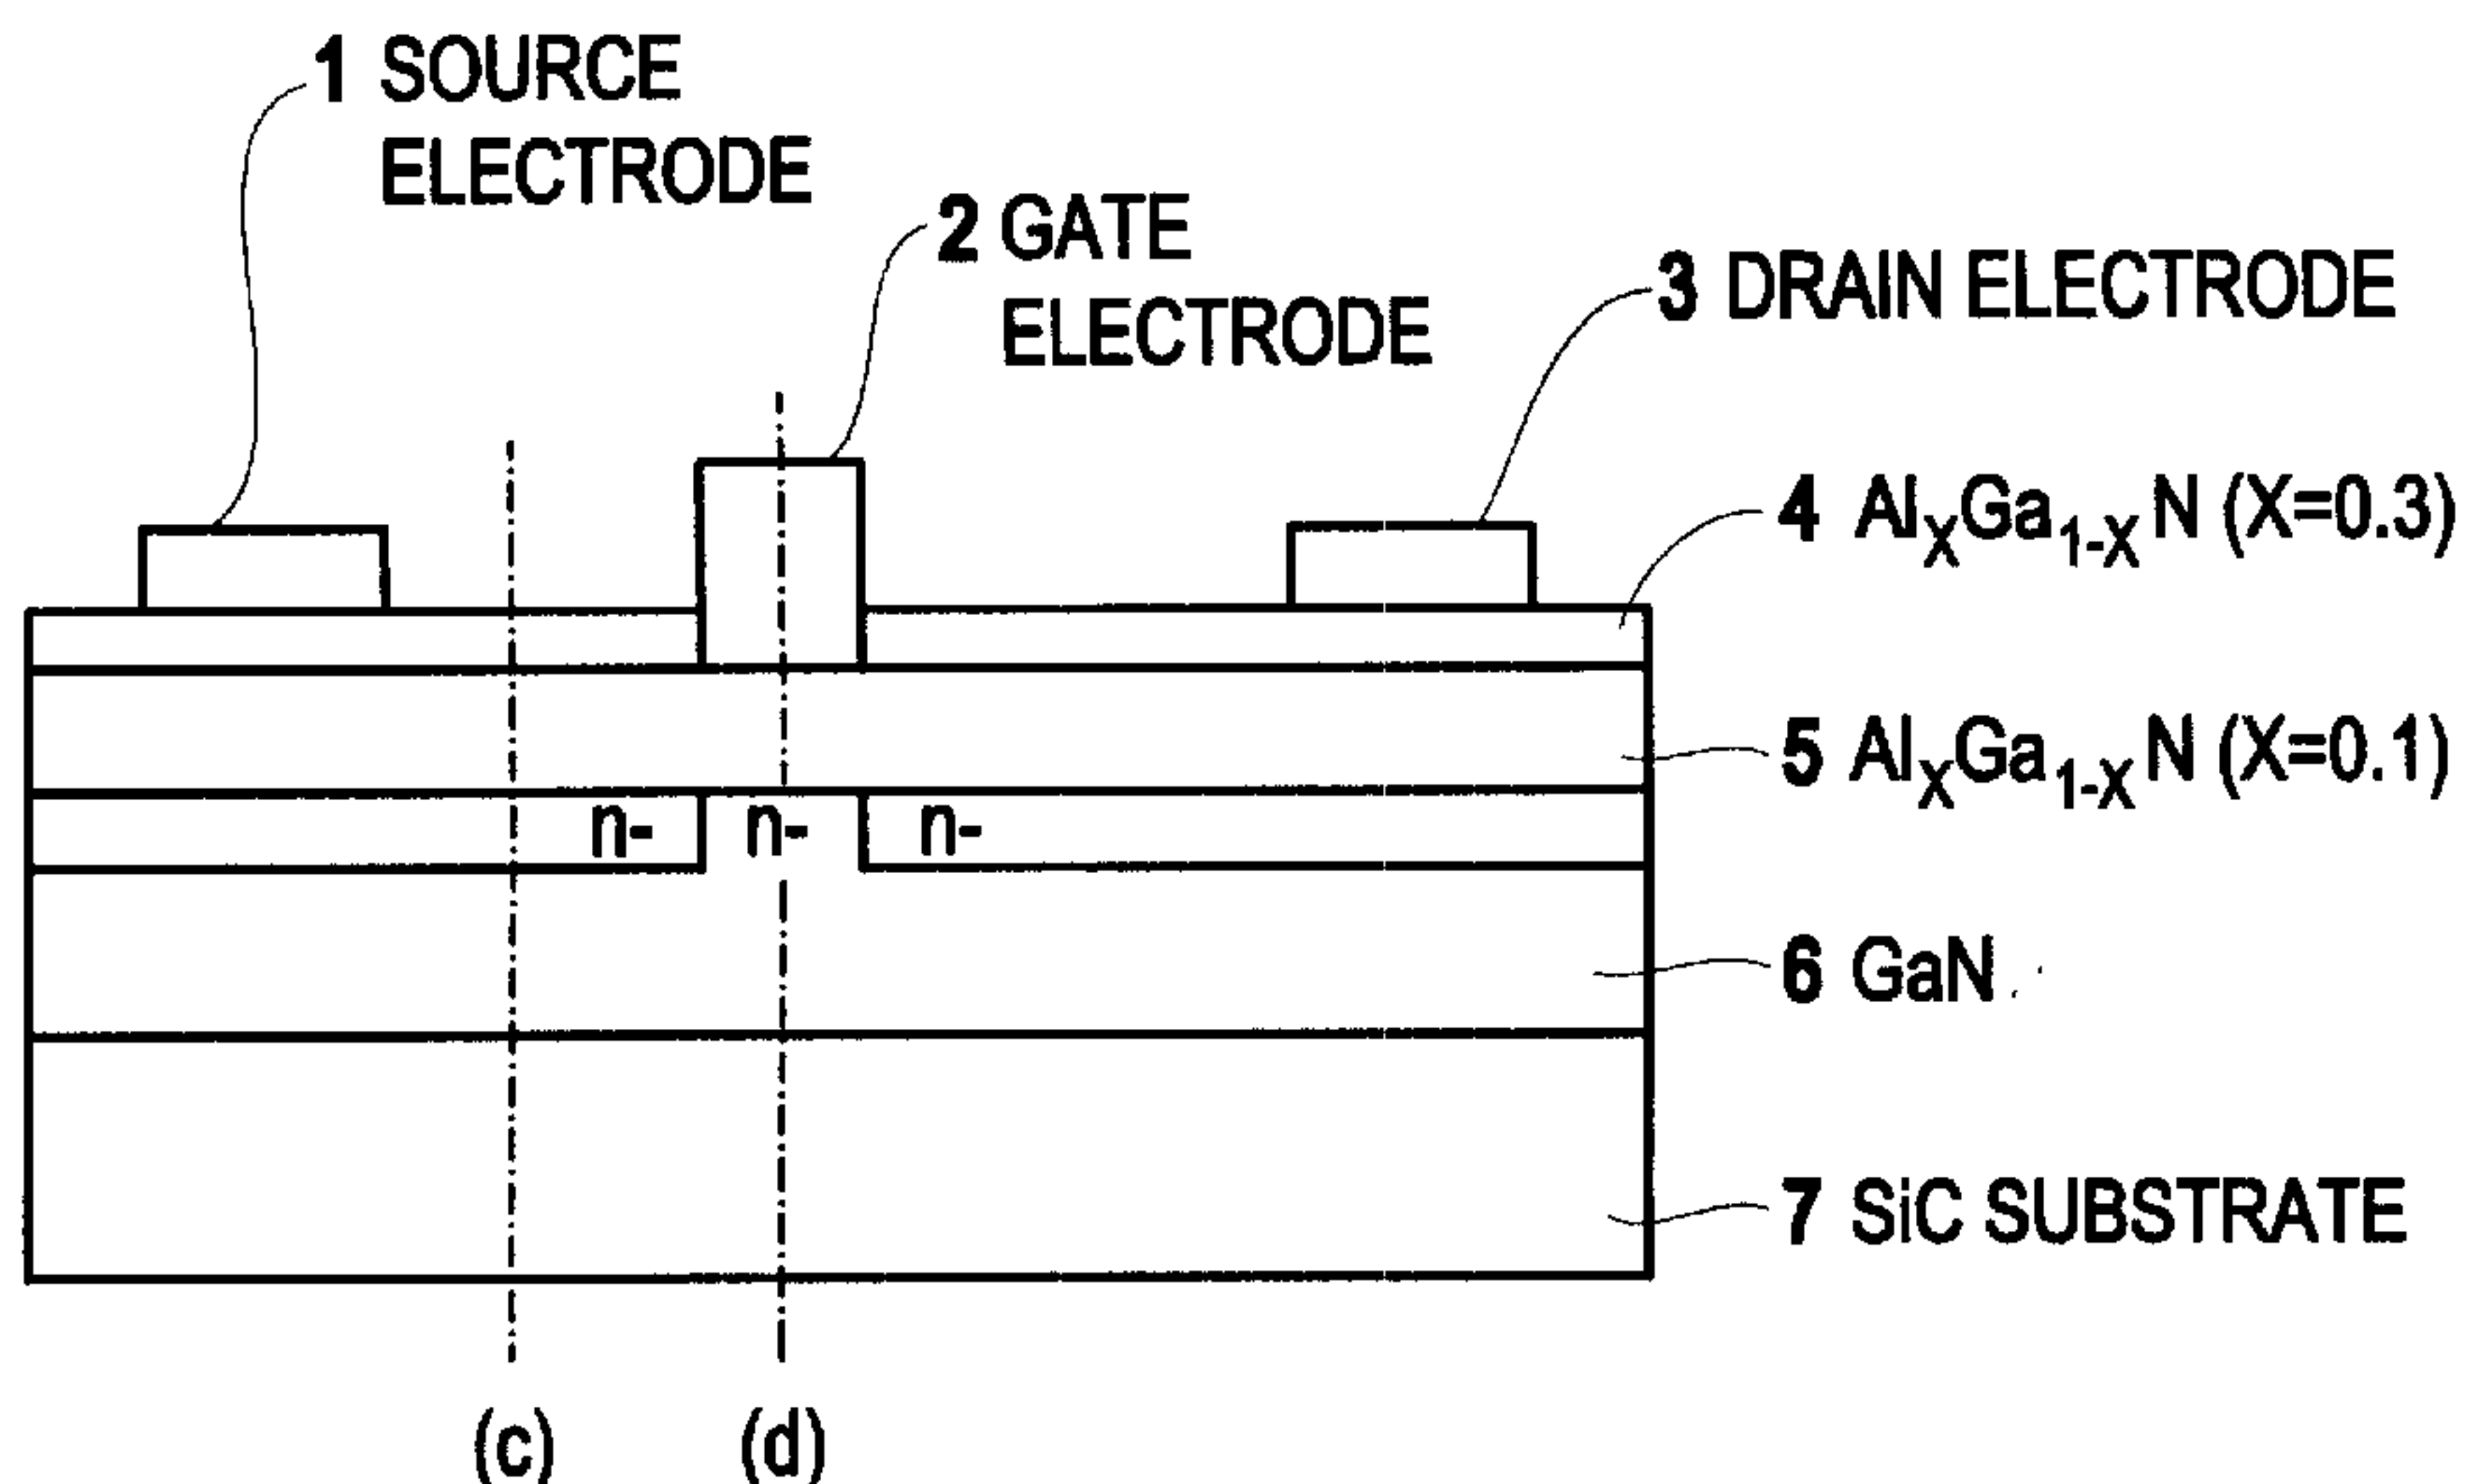 1 SOURCE
ELECTRODE
2 GATE
ELECTRODE
3 DRAIN ELECTRODE
4 AlXGa1-XN (X=0.3)
5 AlXGa1-XN (X=0.1)
n- n- n-
6 GaN
7 SiC SUBSTRATE
(c) (d)